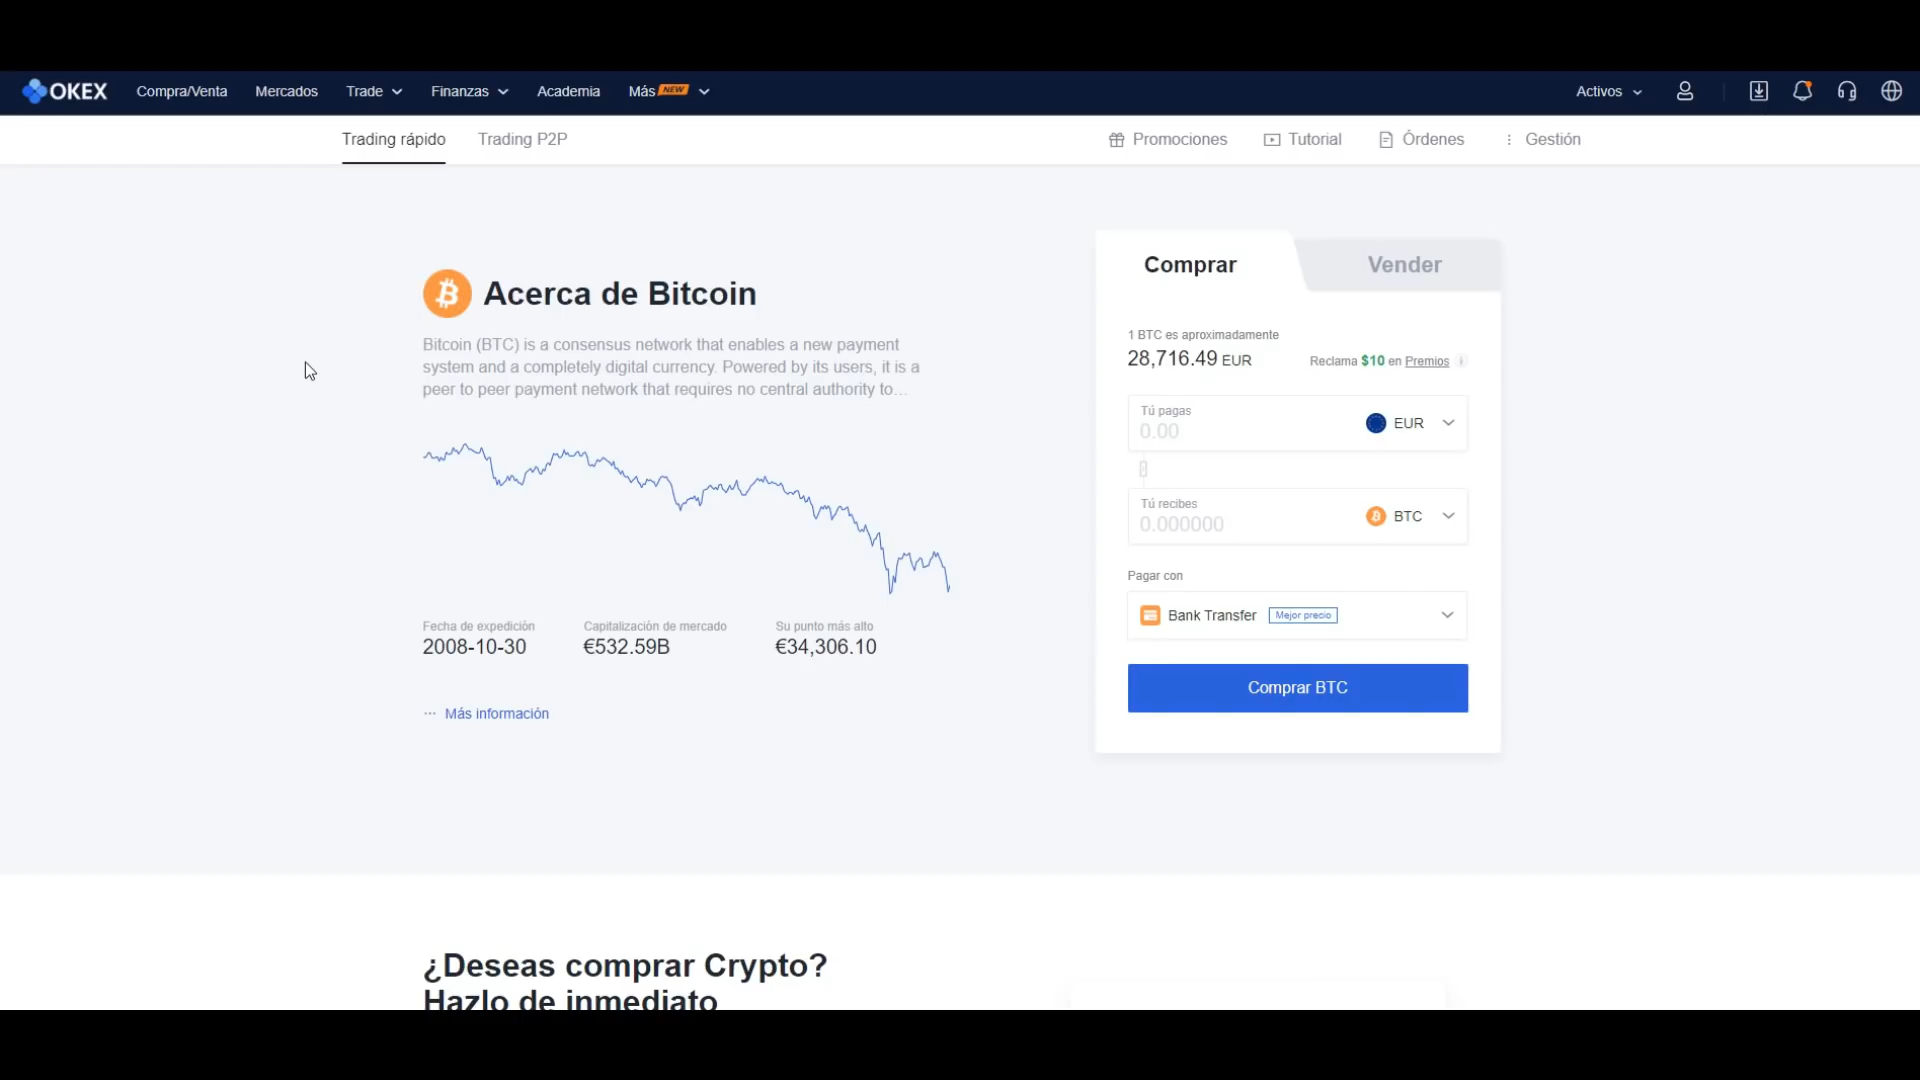 OKEX Compra/Venta Mercados Trade Finanzas Academia Más NEW Activos
Trading rápido Trading P2P Promociones Tutorial Órdenes Gestión
Acerca de Bitcoin
Bitcoin (BTC) is a consensus network that enables a new payment
system and a completely digital currency. Powered by its users, it is a
peer to peer payment network that requires no central authority to...
Fecha de expedición
2008-10-30
Capitalización de mercado
€532.59B
Su punto más alto
€34,306.10
... Más información
Comprar
Vender
1 BTC es aproximadamente
28,716.49 EUR
Reclama $10 en Premios
Tú pagas
0.00
EUR
Tú recibes
0.000000
BTC
Pagar con
Bank Transfer Mejor precio
Comprar BTC
¿Deseas comprar Crypto?
Hazlo de inmediato